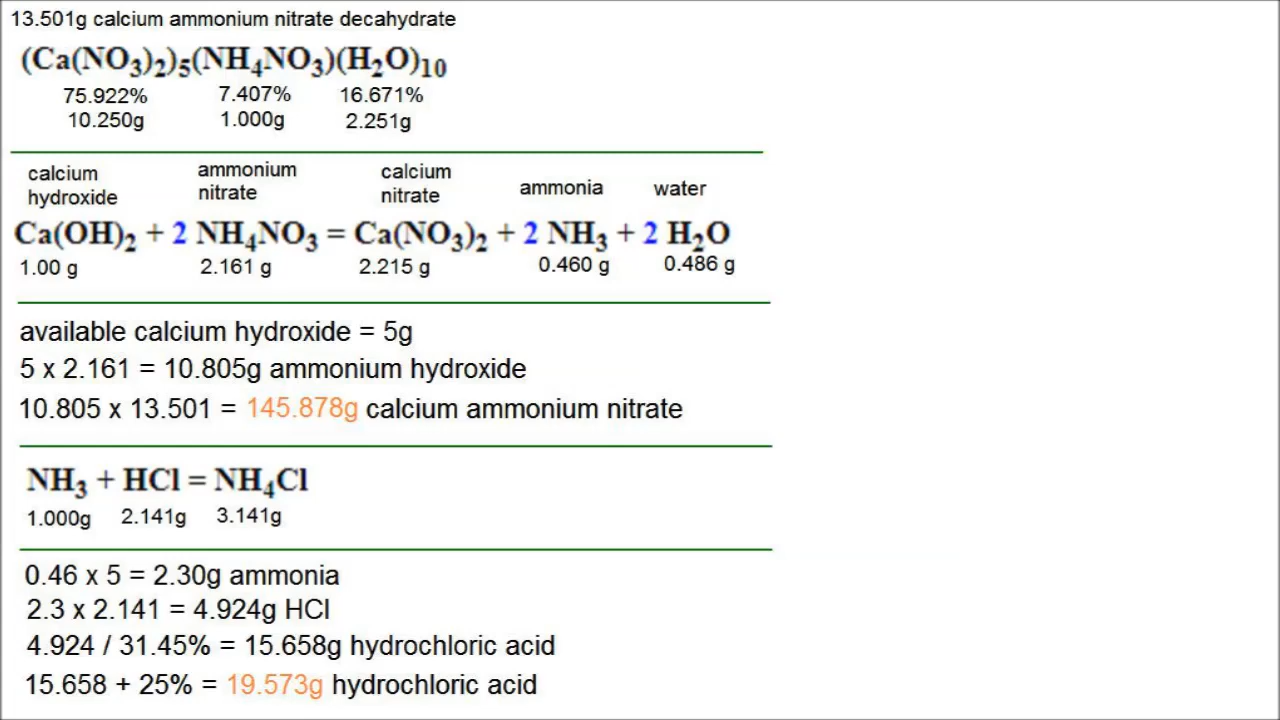 13.501g calcium ammonium nitrate decahydrate
(Ca(NO₃)₂)₅(NH₄NO₃)(H₂O)₁₀
75.922% 7.407% 16.671%
10.250g 1.000g 2.251g
calcium hydroxide ammonium nitrate calcium nitrate ammonia water
Ca(OH)₂ + 2 NH₄NO₃ = Ca(NO₃)₂ + 2 NH₃ + 2 H₂O
1.00 g 2.161 g 2.215 g 0.460 g 0.486 g
available calcium hydroxide = 5g
5 x 2.161 = 10.805g ammonium hydroxide
10.805 x 13.501 = 145.878g calcium ammonium nitrate
NH₃ + HCl = NH₄Cl
1.000g 2.141g 3.141g
0.46 x 5 = 2.30g ammonia
2.3 x 2.141 = 4.924g HCl
4.924 / 31.45% = 15.658g hydrochloric acid
15.658 + 25% = 19.573g hydrochloric acid